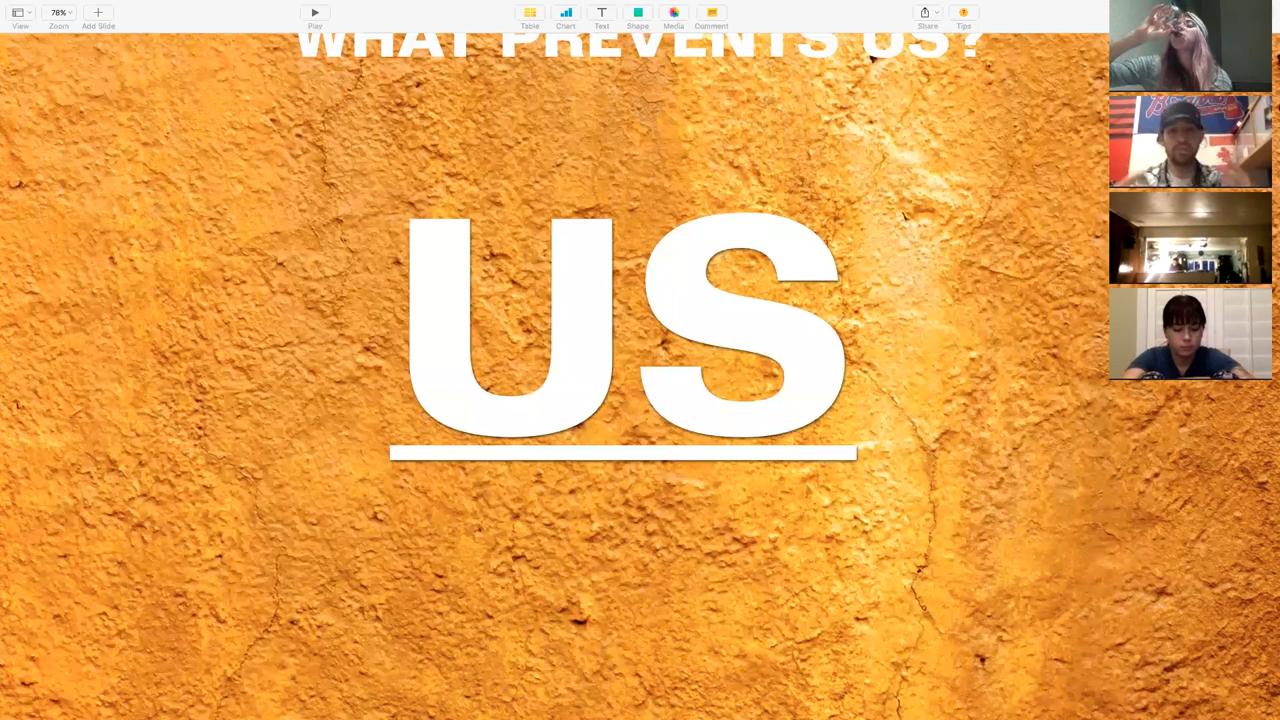 View
78%
Zoom
Add Slide
Play
Table
Chart
Text
Shape
Media
Comment
Share
Tips
WHAT PREVENTS US?
US